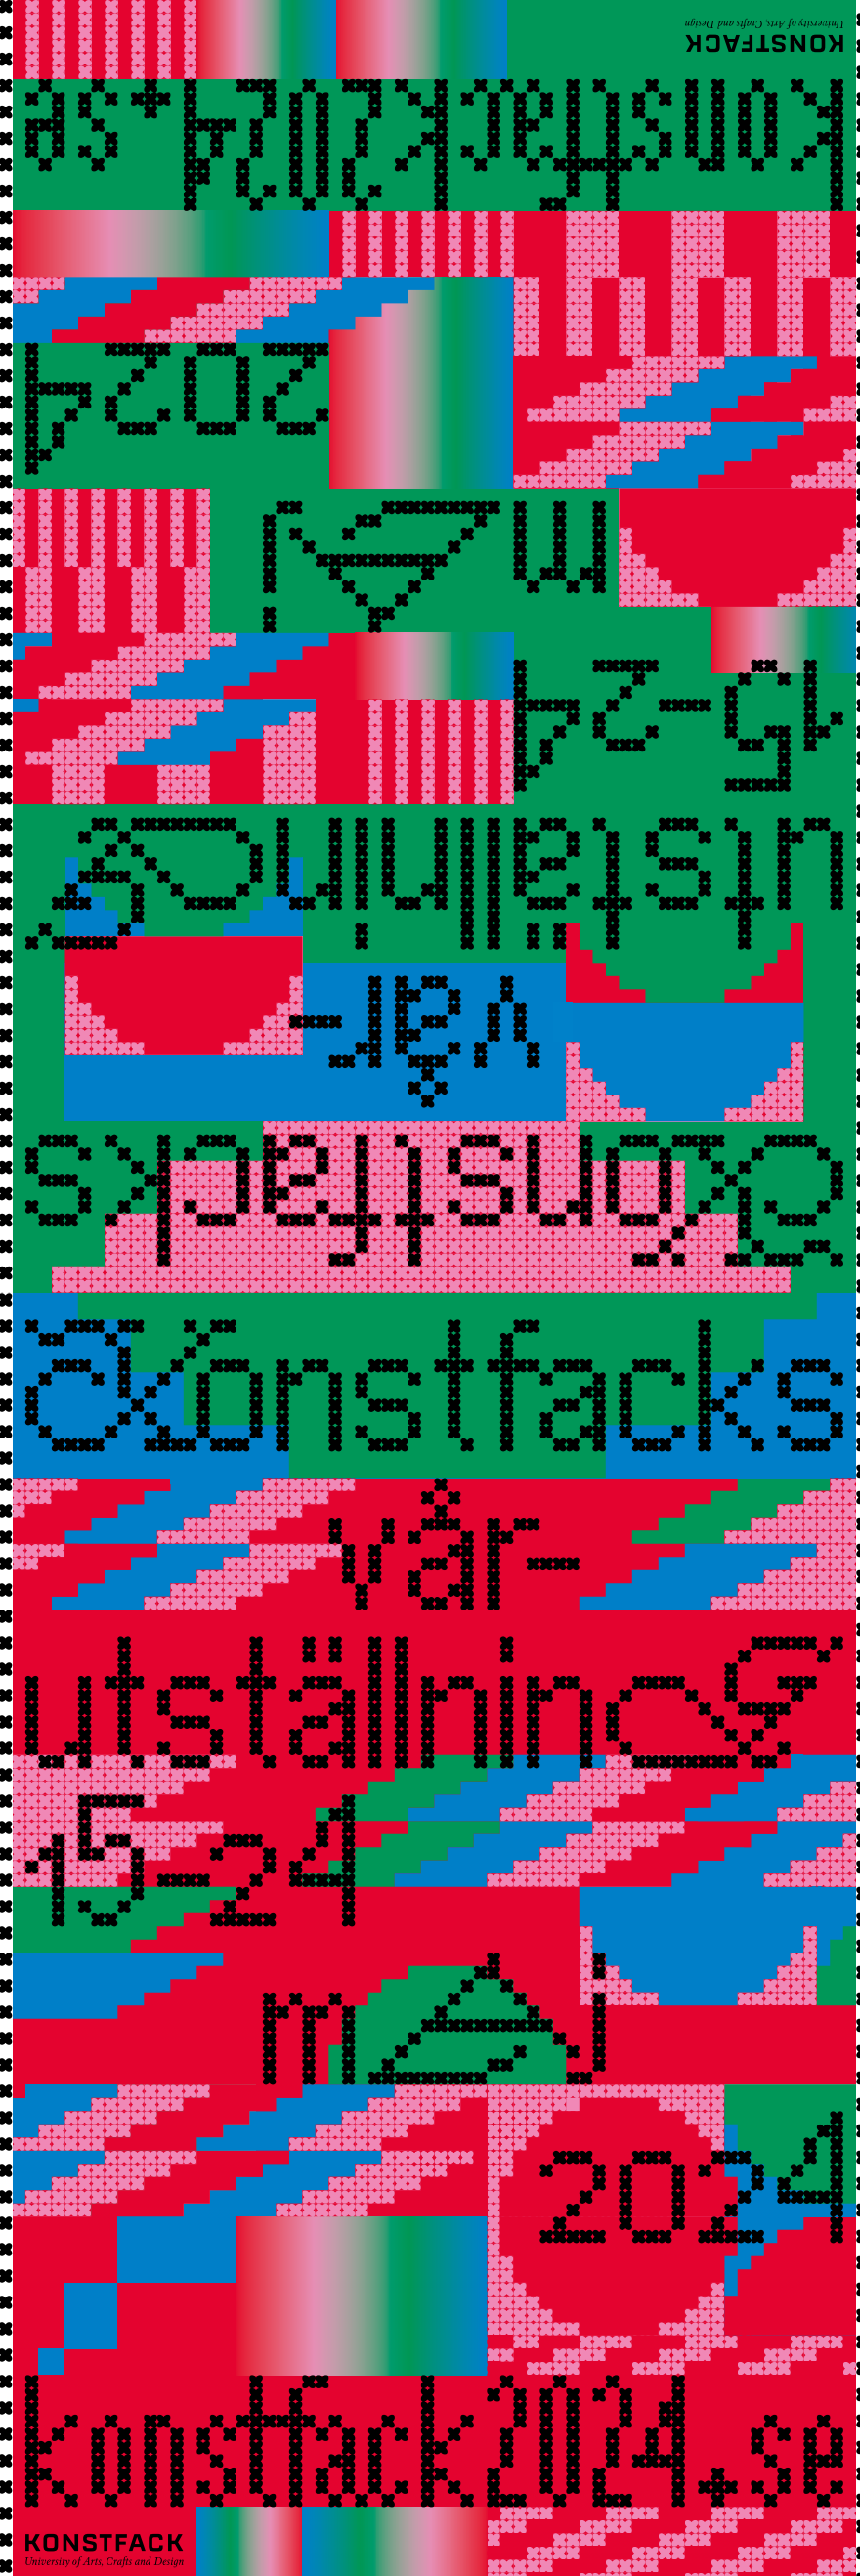 Konstfacks
vår-
utställning
15–24
maj
2024
Konstfack2024.se
KONSTFACK
University of Arts, Crafts and Design
Konstfacks
vår-
utställning
15–24
maj
2024
Konstfack2024.se
KONSTFACK
University of Arts, Crafts and Design